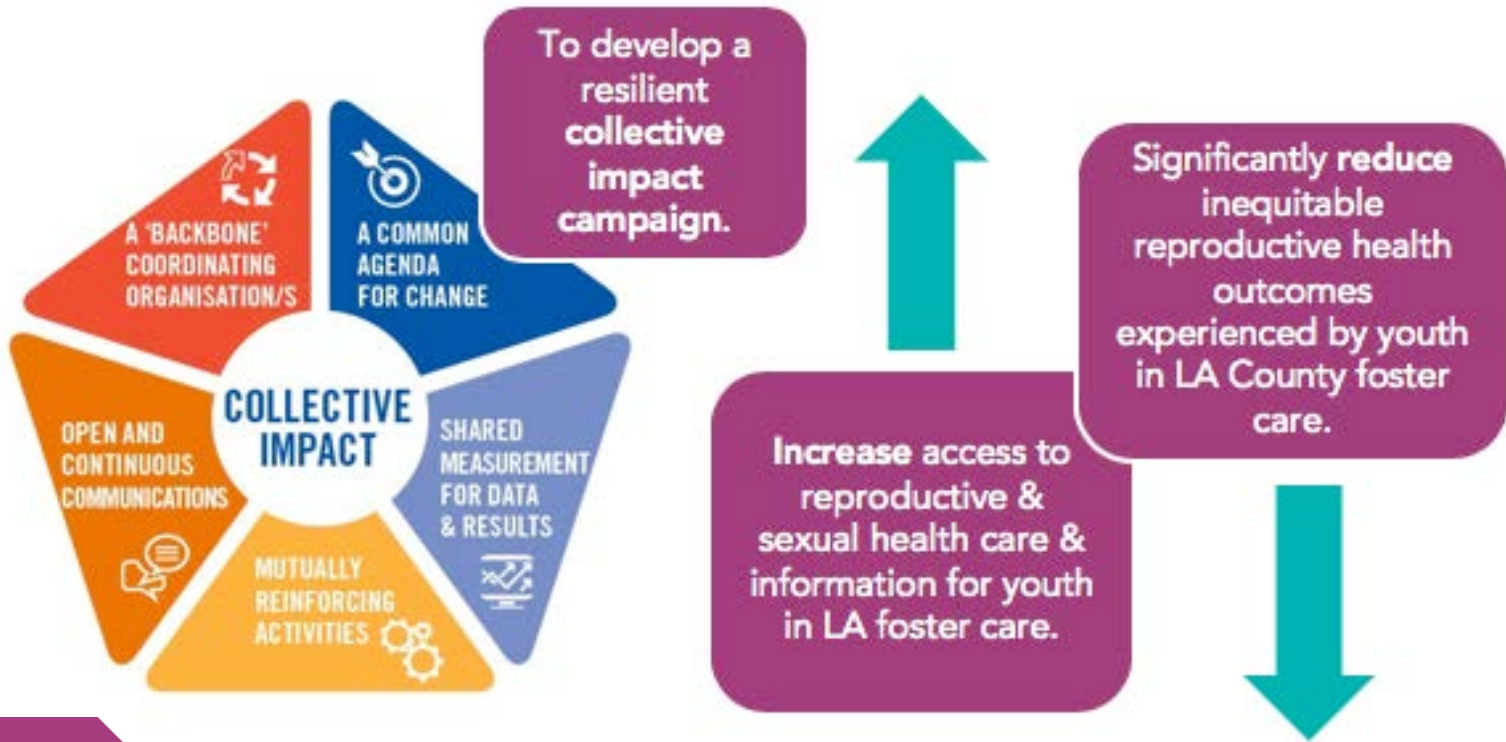 To develop a
resilient
collective
impact
campaign.
A 'BACKBONE'
COORDINATING
ORGANISATION/S
A COMMON
AGENDA
FOR CHANGE
COLLECTIVE
IMPACT
OPEN AND
CONTINUOUS
COMMUNICATIONS
SHARED
MEASUREMENT
FOR DATA
& RESULTS
MUTUALLY
REINFORCING
ACTIVITIES
Increase access to
reproductive &
sexual health care &
information for youth
in LA foster care.
Significantly reduce
inequitable
reproductive health
outcomes
experienced by youth
in LA County foster
care.